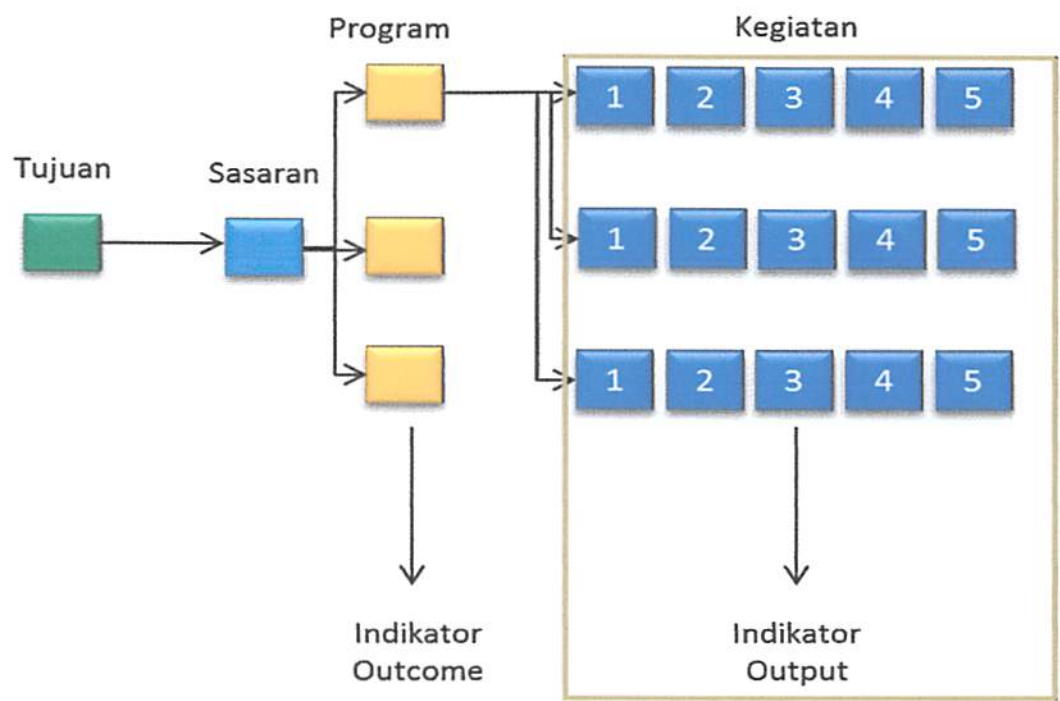 Program
Kegiatan
Tujuan
Sasaran
1 2 3 4 5
1 2 3 4 5
1 2 3 4 5
Indikator
Outcome
Indikator
Output